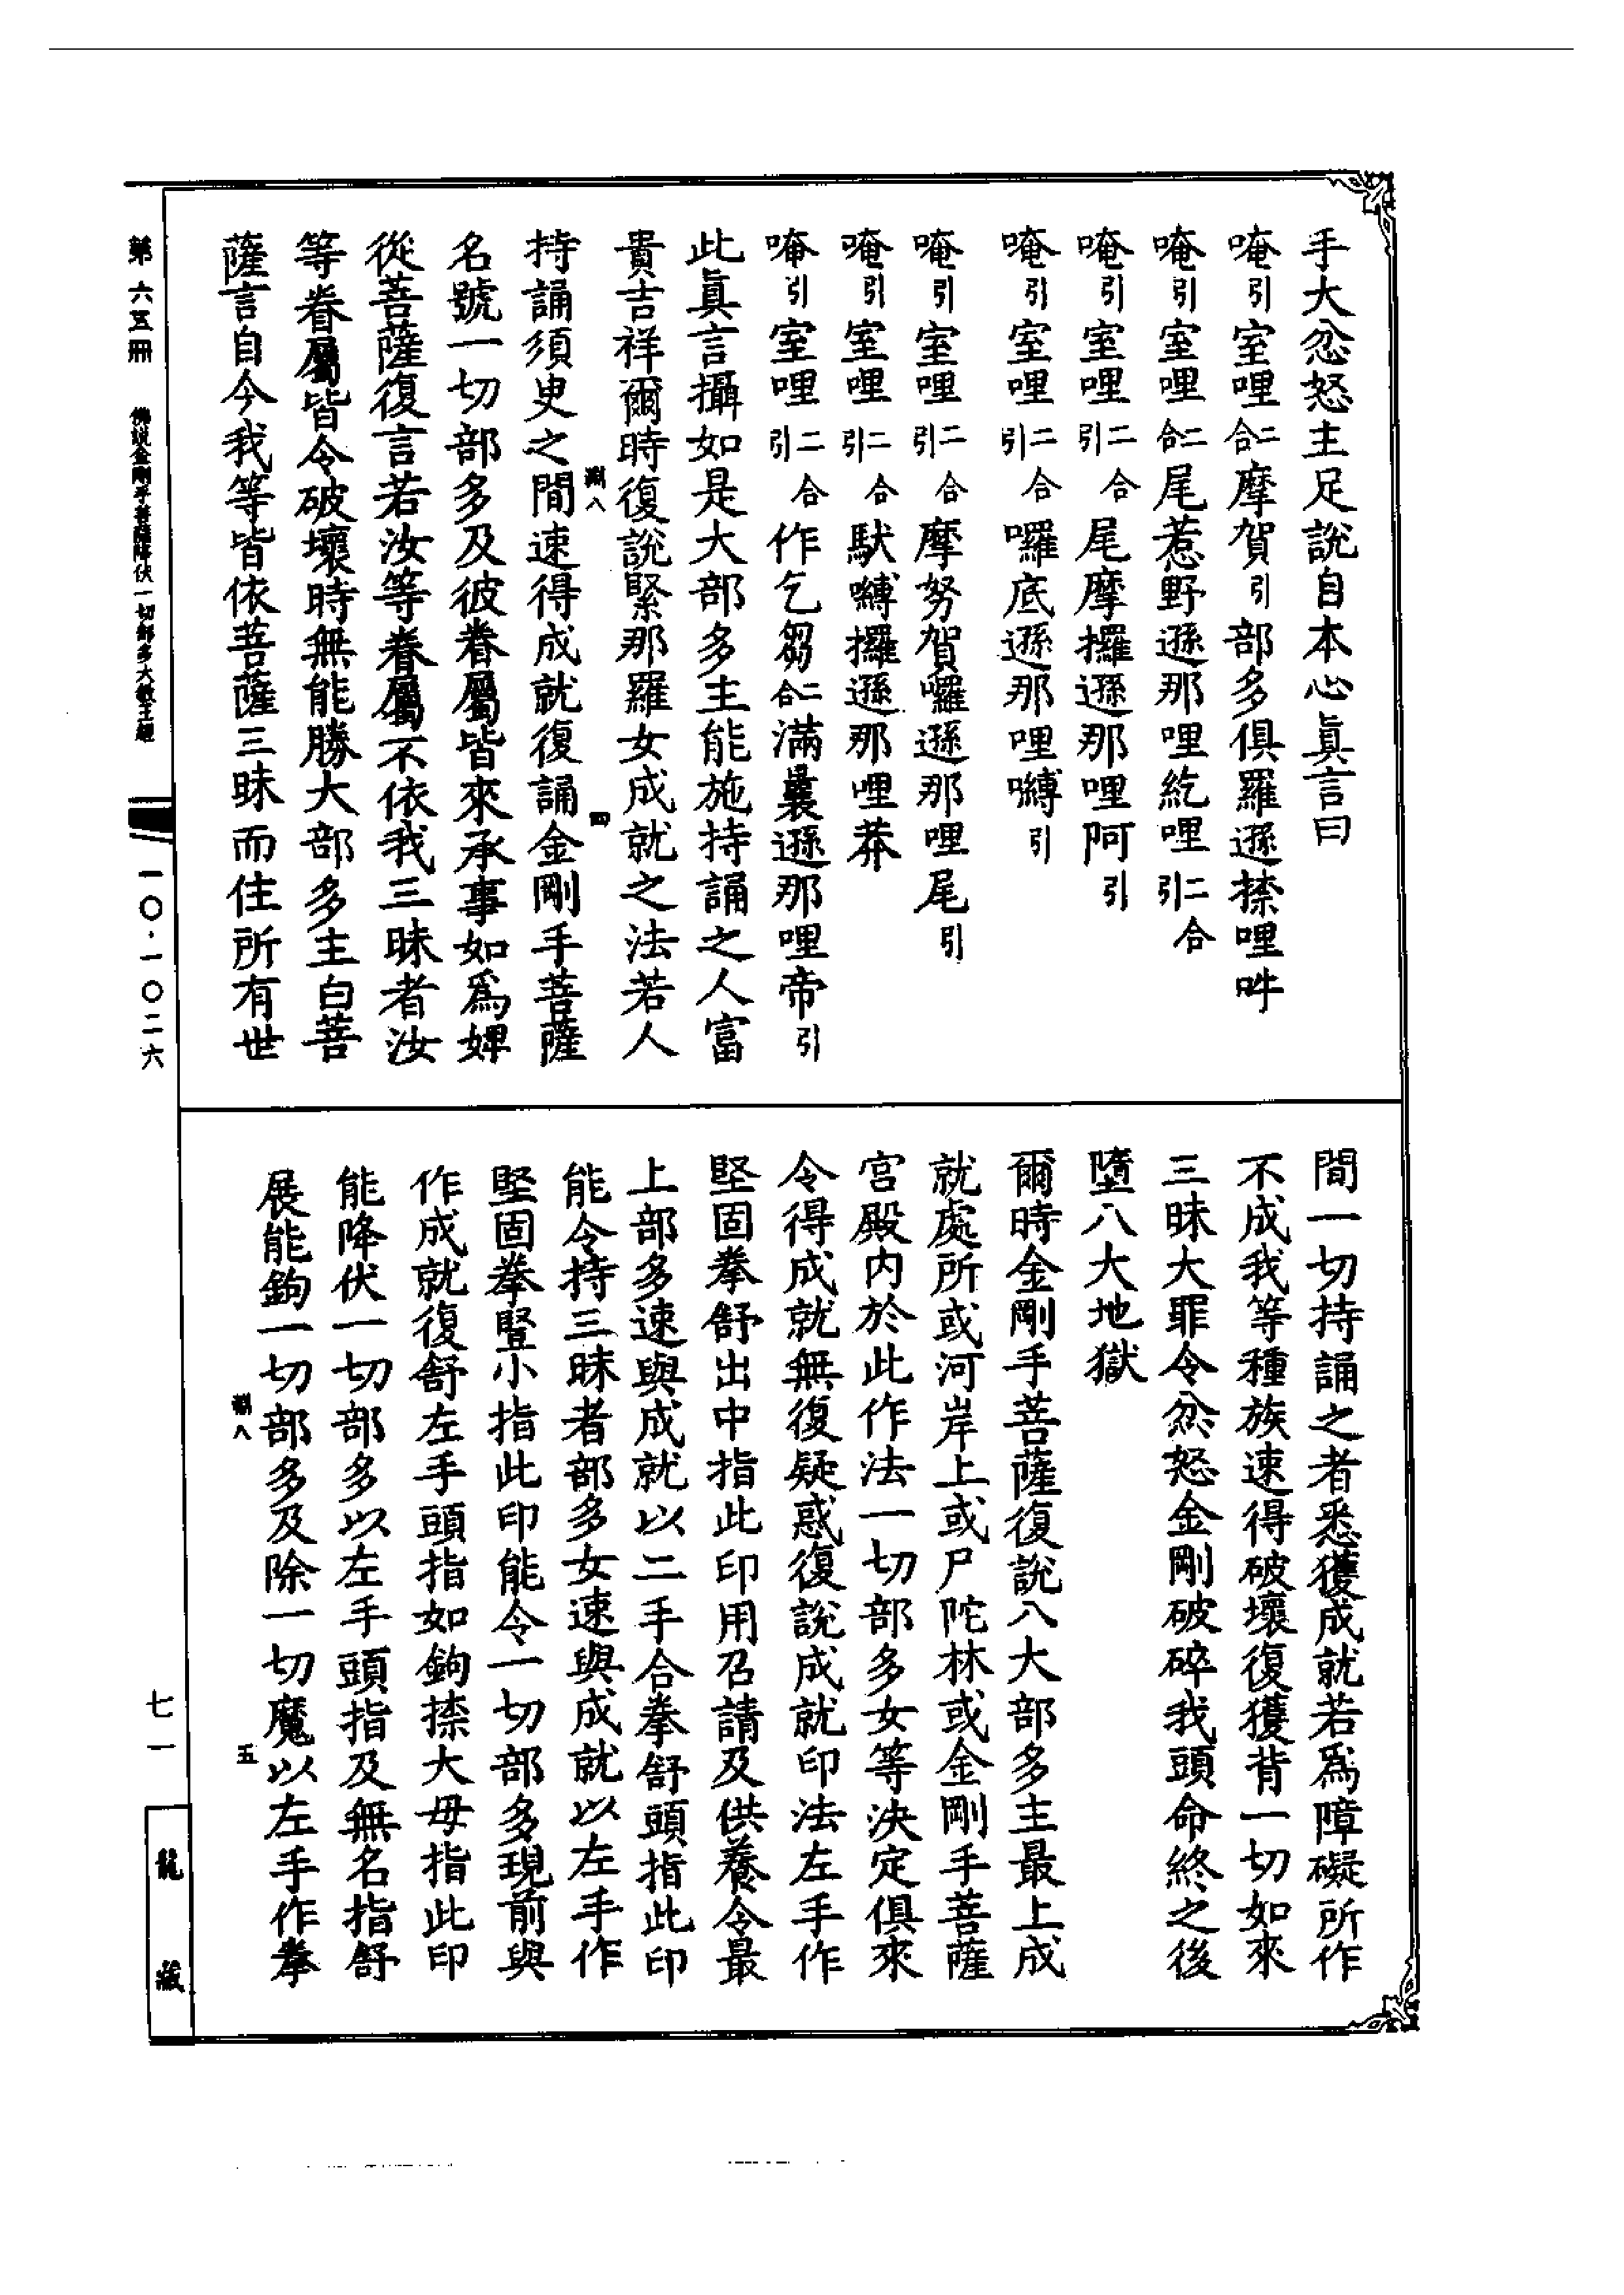 手大忿怒主足說自本心眞言曰
唵引室哩二合摩賀引部多俱羅遜捺哩吽
唵引室哩二合尾惹野遜那哩紇哩二合引
唵引室哩二合引尾摩攞遜那哩阿引
唵引室哩二合引囉底遜那哩嚩引
唵引室哩二合引摩努賀囉遜那哩尾引
唵引室哩二合引馱嚩攞遜那哩莽
唵引室哩二合引作乞芻二合滿曩遜那哩帝引
此眞言攝如是大部多主能施持誦之人富
貴吉祥爾時復說緊那羅女成就之法若人
持誦須臾之間速得成就復誦金剛手菩薩
名號一切部多及彼眷屬皆來承事如爲婢
從菩薩復言若汝等眷屬不依我三昧者汝
等眷屬皆令破壞時無能勝大部多主白菩
薩言自今我等皆依菩薩三昧而住所有世
間一切持誦之者悉獲成就若爲障礙所作
不成我等種族速得破壞復獲背一切如來
三昧大罪令忿怒金剛破碎我頭命終之後
墮八大地獄
爾時金剛手菩薩復說八大部多主最上成
就處所或河岸上或尸陀林或金剛手菩薩
宮殿內於此作法一切部多女等決定俱來
令得成就無復疑惑復說成就印法左手作
堅固拳舒出中指此印用召請及供養令最
上部多速與成就以二手合拳舒頭指此印
能令持三昧者部多女速與成就以左手作
堅固拳豎小指此印能令一切部多現前與
作成就復舒左手頭指如鉤捺大母指此印
能降伏一切部多以左手頭指及無名指舒
展能鉤一切部多及除一切魔以左手作拳
第六五冊
佛說金剛手菩薩降伏一切部多大教王經
一〇·一〇二六
七一
龍藏
四
五